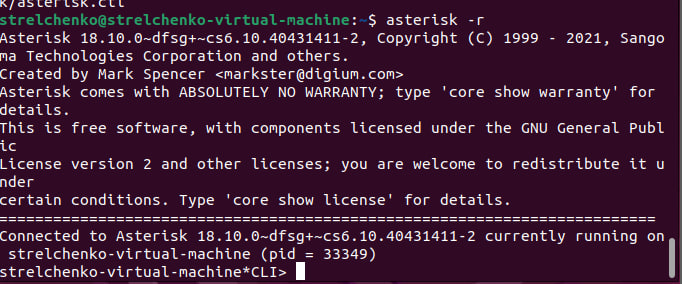 k/asterisk.ctl
strelchenko@strelchenko-virtual-machine:~$ asterisk -r
Asterisk 18.10.0~dfsg+~cs6.10.40431411-2, Copyright (C) 1999 - 2021, Sango
ma Technologies Corporation and others.
Created by Mark Spencer <markster@digium.com>
Asterisk comes with ABSOLUTELY NO WARRANTY; type 'core show warranty' for
details.
This is free software, with components licensed under the GNU General Publ
ic
License version 2 and other licenses; you are welcome to redistribute it u
nder
certain conditions. Type 'core show license' for details.
=========================================================================
Connected to Asterisk 18.10.0~dfsg+~cs6.10.40431411-2 currently running on
 strelchenko-virtual-machine (pid = 33349)
strelchenko-virtual-machine*CLI>